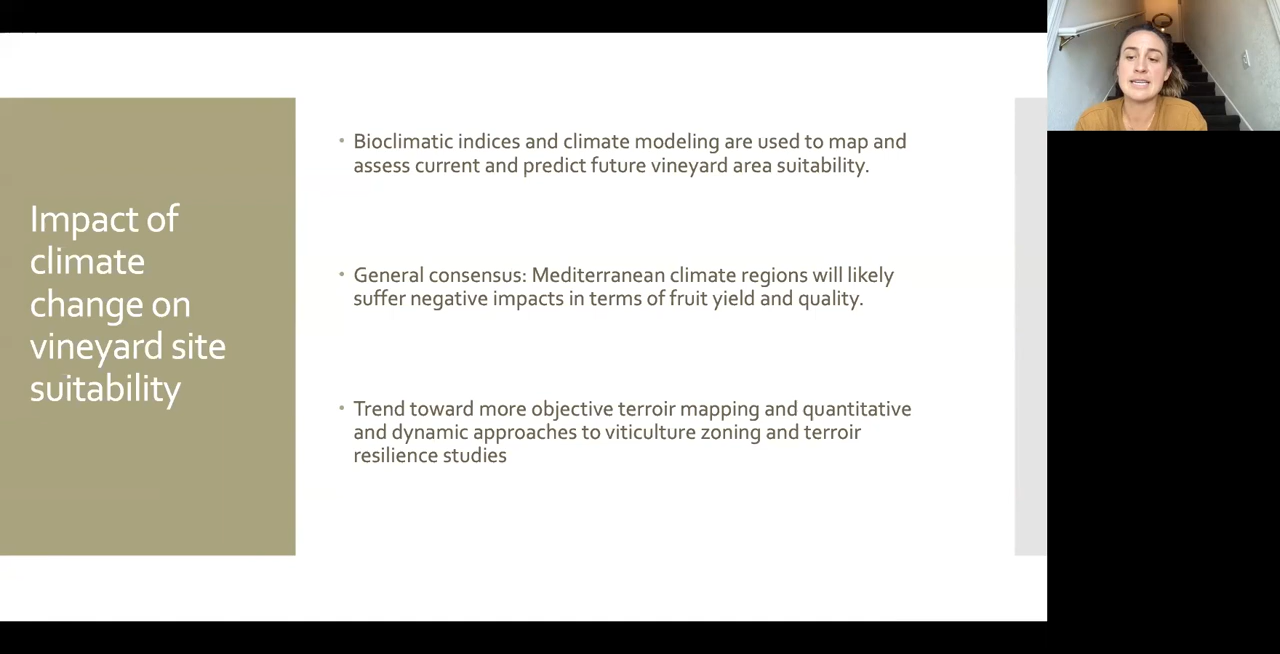 Impact of
climate
change on
vineyard site
suitability
• Bioclimatic indices and climate modeling are used to map and
assess current and predict future vineyard area suitability.
• General consensus: Mediterranean climate regions will likely
suffer negative impacts in terms of fruit yield and quality.
• Trend toward more objective terroir mapping and quantitative
and dynamic approaches to viticulture zoning and terroir
resilience studies